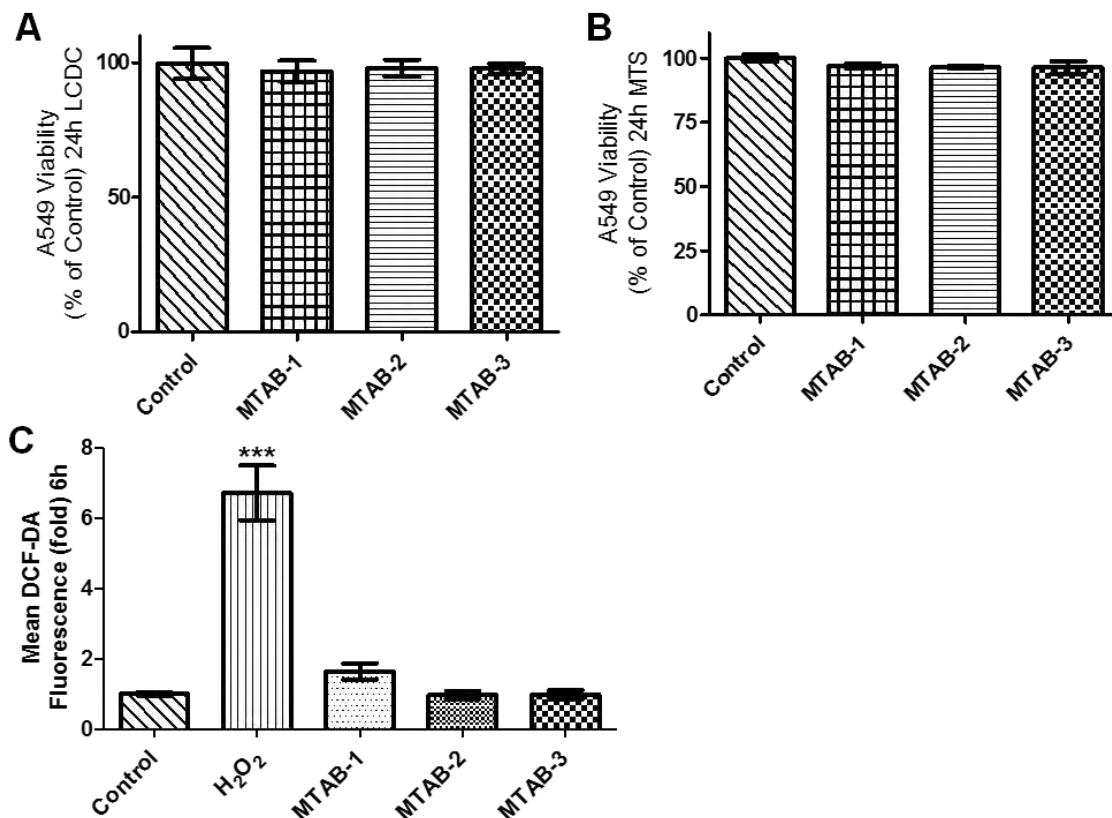 A
A549 Viability
(% of Control) 24h LCDC
100
50
0
Control
MTAB-1
MTAB-2
MTAB-3
B
A549 Viability
(% of Control) 24h MTS
100
75
50
25
0
Control
MTAB-1
MTAB-2
MTAB-3
C
Mean DCF-DA
Fluorescence (fold) 6h
8
6
4
2
0
***
Control
H₂O₂
MTAB-1
MTAB-2
MTAB-3